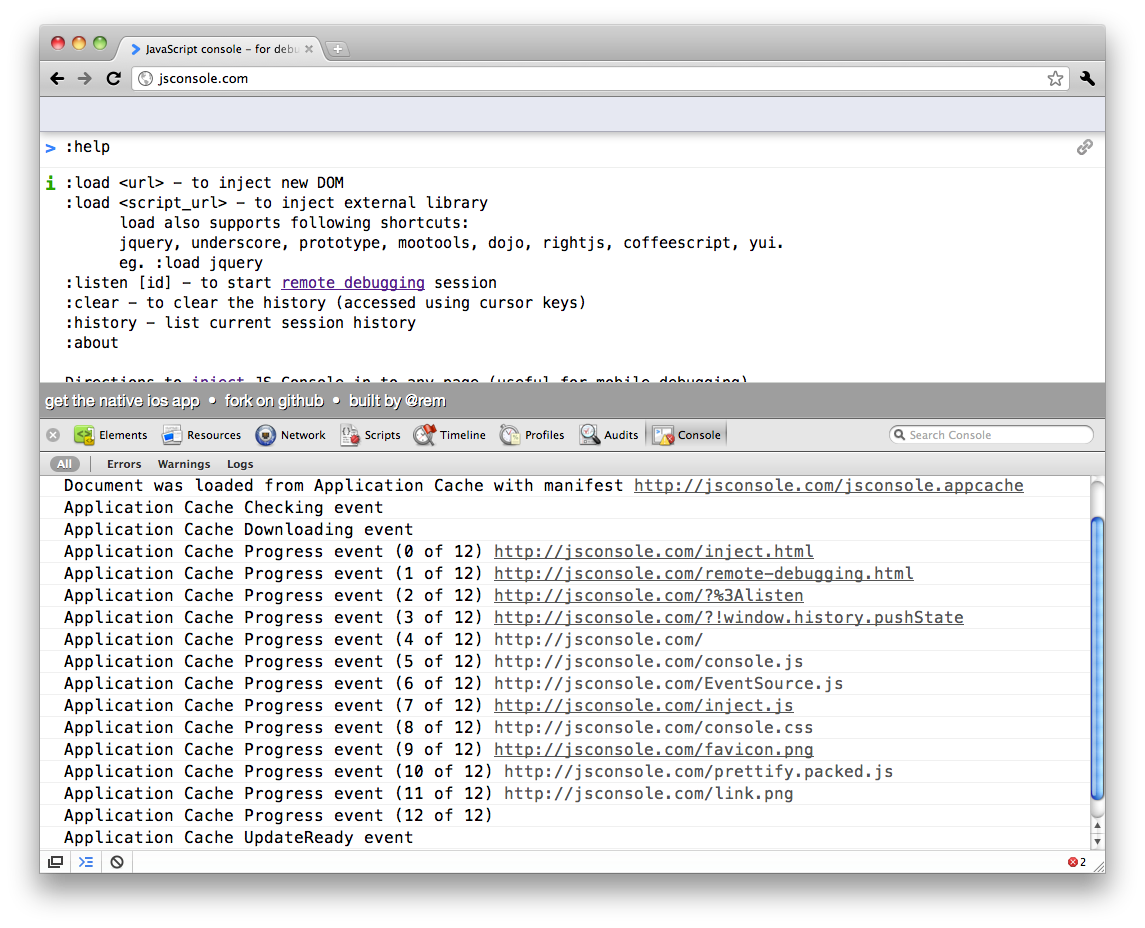 JavaScript console – for debu
jsconsole.com
> :help
i :load <url> – to inject new DOM
:load <script_url> – to inject external library
load also supports following shortcuts:
jquery, underscore, prototype, mootools, dojo, rightjs, coffeescript, yui.
eg. :load jquery
:listen [id] – to start remote debugging session
:clear – to clear the history (accessed using cursor keys)
:history – list current session history
:about
Directions to inject JS Console in to any page (useful for mobile debugging)
get the native ios app • fork on github • built by @rem
Elements Resources Network Scripts Timeline Profiles Audits Console Search Console
All Errors Warnings Logs
Document was loaded from Application Cache with manifest http://jsconsole.com/jsconsole.appcache
Application Cache Checking event
Application Cache Downloading event
Application Cache Progress event (0 of 12) http://jsconsole.com/inject.html
Application Cache Progress event (1 of 12) http://jsconsole.com/remote-debugging.html
Application Cache Progress event (2 of 12) http://jsconsole.com/?%3Alisten
Application Cache Progress event (3 of 12) http://jsconsole.com/?!window.history.pushState
Application Cache Progress event (4 of 12) http://jsconsole.com/
Application Cache Progress event (5 of 12) http://jsconsole.com/console.js
Application Cache Progress event (6 of 12) http://jsconsole.com/EventSource.js
Application Cache Progress event (7 of 12) http://jsconsole.com/inject.js
Application Cache Progress event (8 of 12) http://jsconsole.com/console.css
Application Cache Progress event (9 of 12) http://jsconsole.com/favicon.png
Application Cache Progress event (10 of 12) http://jsconsole.com/prettify.packed.js
Application Cache Progress event (11 of 12) http://jsconsole.com/link.png
Application Cache Progress event (12 of 12)
Application Cache UpdateReady event
2